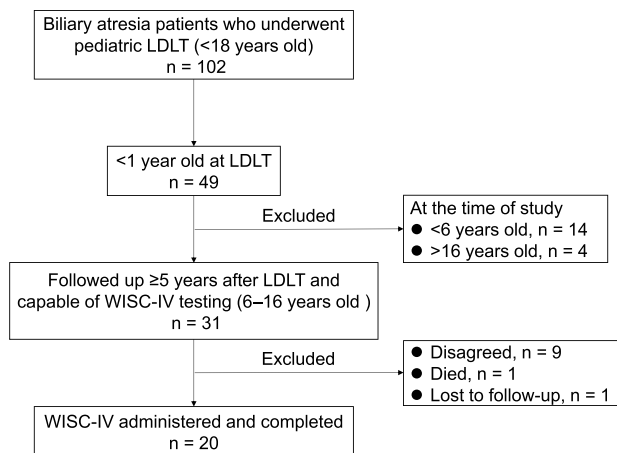 Biliary atresia patients who underwent
pediatric LDLT (<18 years old)
n = 102
<1 year old at LDLT
n = 49
Excluded
At the time of study
● <6 years old, n = 14
● >16 years old, n = 4
Followed up ≥5 years after LDLT and
capable of WISC-IV testing (6–16 years old )
n = 31
Excluded
● Disagreed, n = 9
● Died, n = 1
● Lost to follow-up, n = 1
WISC-IV administered and completed
n = 20